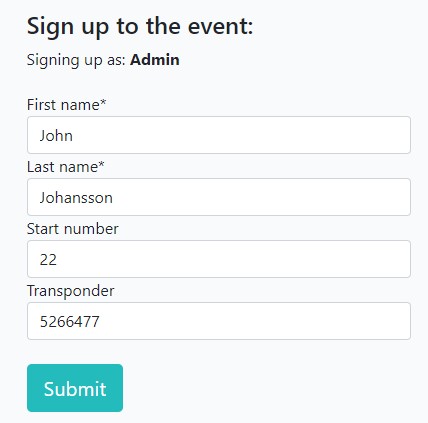 Sign up to the event:
Signing up as: Admin
First name*
John
Last name*
Johansson
Start number
22
Transponder
5266477
Submit